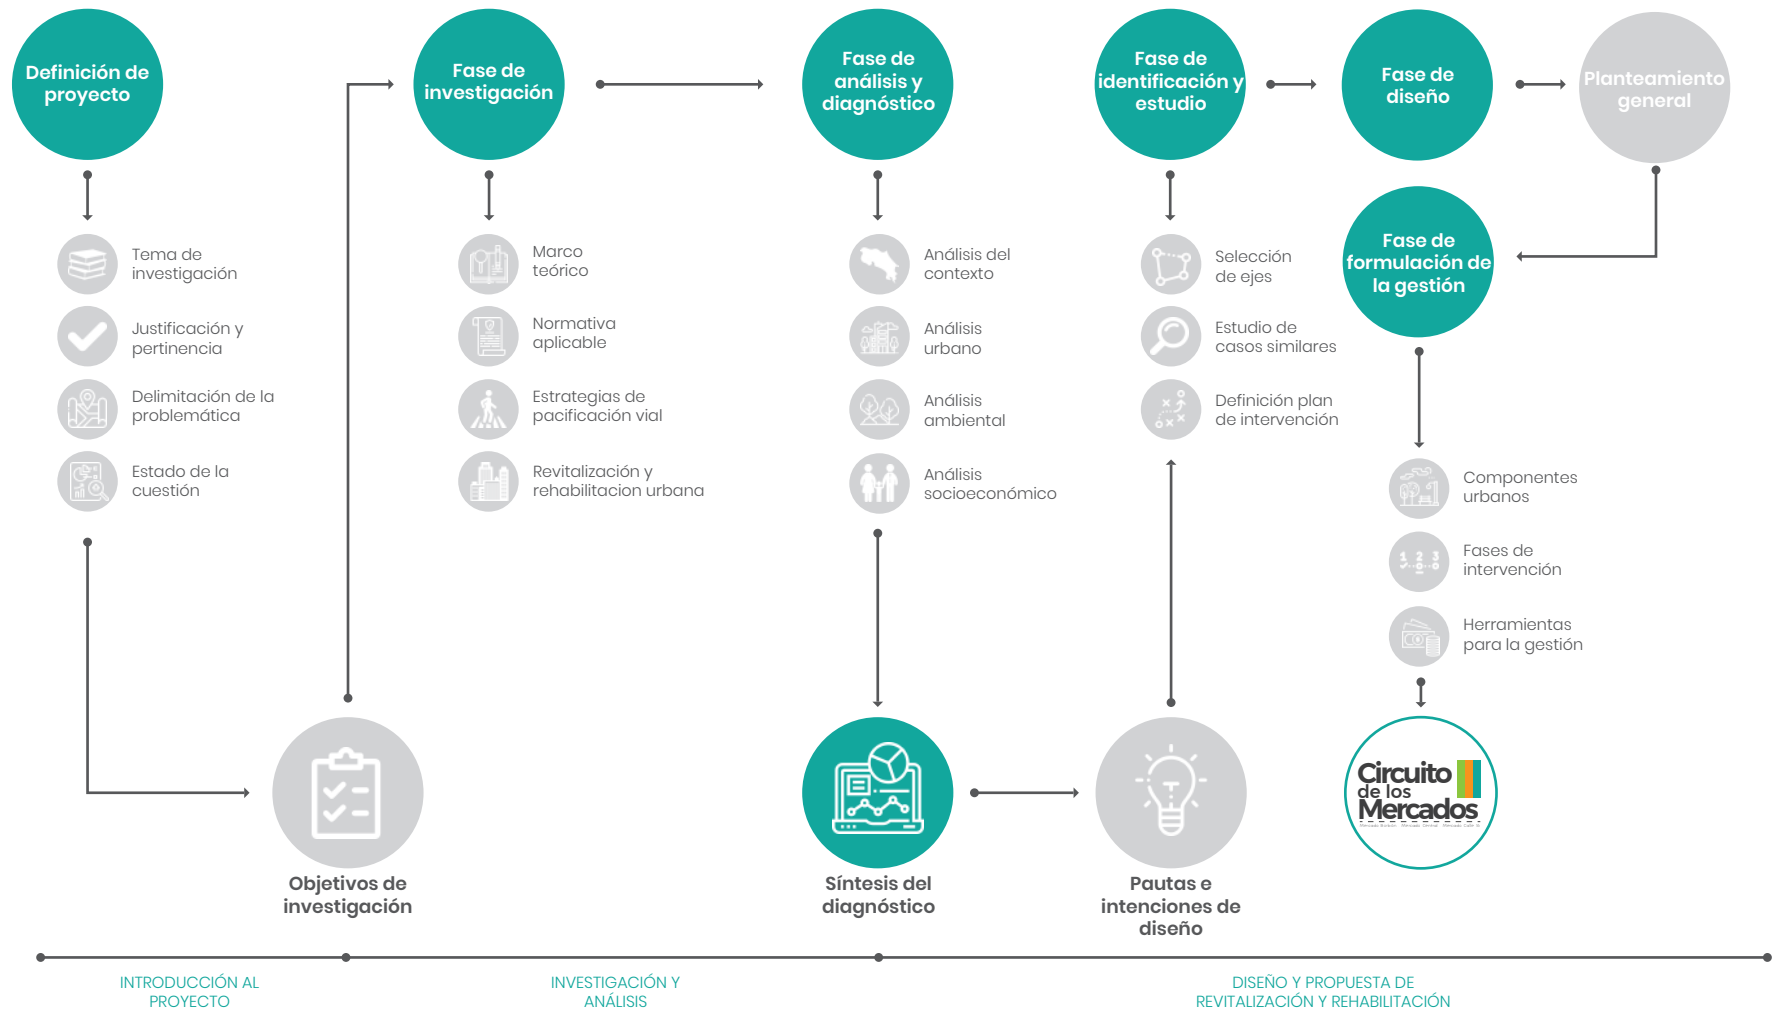 Definición de
proyecto
Tema de
investigación
Justificación y
pertinencia
Delimitación de la
problemática
Estado de la
cuestión
Objetivos de
investigación
Fase de
investigación
Marco
teórico
Normativa
aplicable
Estrategias de
pacificación vial
Revitalización y
rehabilitacion urbana
Fase de
análisis y
diagnóstico
Análisis del
contexto
Análisis
urbano
Análisis
ambiental
Análisis
socioeconómico
Síntesis del
diagnóstico
Pautas e
intenciones de
diseño
Fase de
identificación y
estudio
Selección
de ejes
Estudio de
casos similares
Definición plan
de intervención
Fase de
diseño
Planteamiento
general
Fase de
formulación de
la gestión
Componentes
urbanos
1 2 3
Fases de
intervención
Herramientas
para la gestión
Circuito
de los
Mercados
INTRODUCCIÓN AL
PROYECTO
INVESTIGACIÓN Y
ANÁLISIS
DISEÑO Y PROPUESTA DE
REVITALIZACIÓN Y REHABILITACIÓN